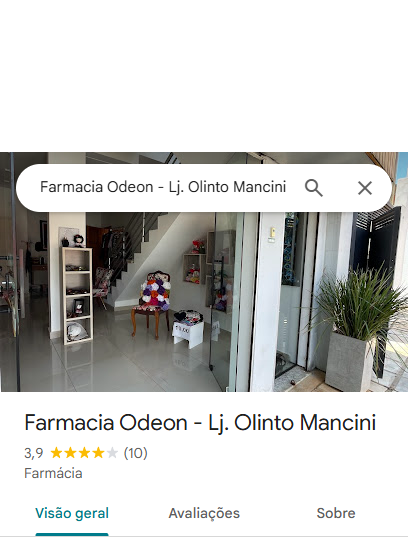 Farmacia Odeon - Lj. Olinto Mancini
Farmacia Odeon - Lj. Olinto Mancini
3,9 (10)
Farmácia
Visão geral Avaliações Sobre